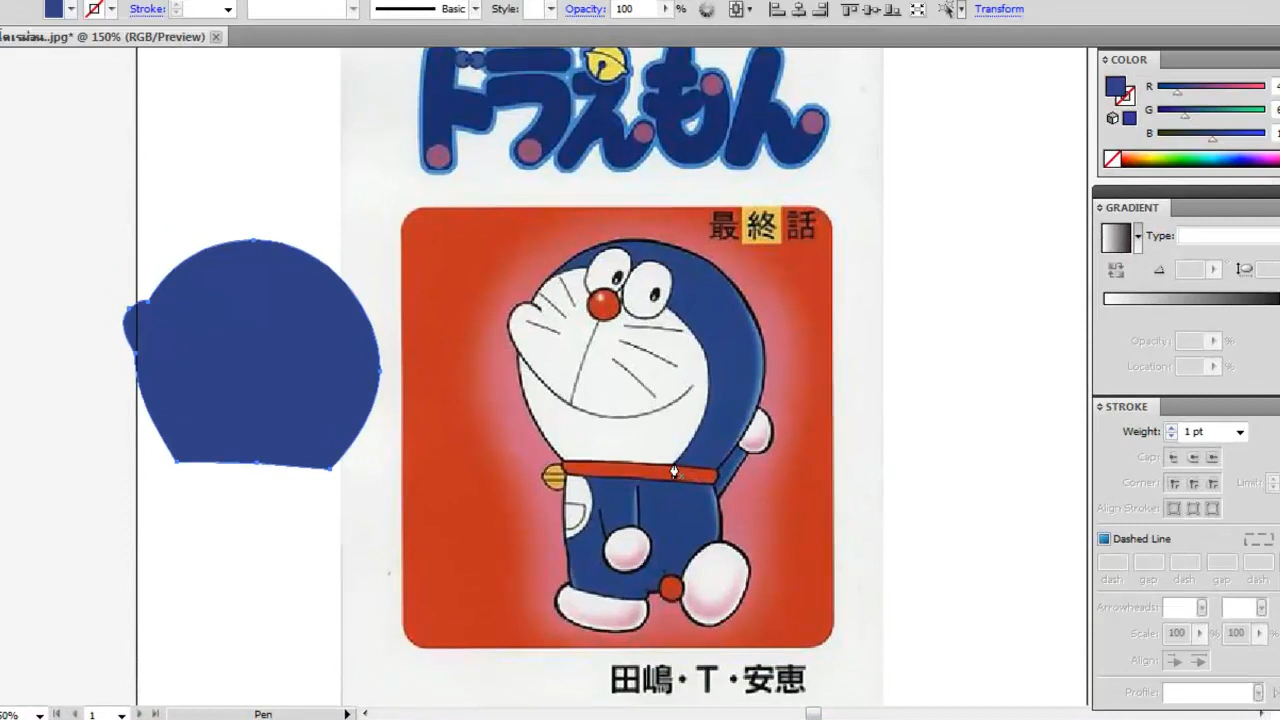 Stroke:
Basic
Style:
Opacity: 100 %
Transform
.jpg* @ 150% (RGB/Preview)
ドラえもん
最終話
田嶋・T・安恵
COLOR
R
G
B
GRADIENT
Type:
Opacity: %
Location: %
STROKE
Weight: 1 pt
Cap:
Corner: Limit:
Align Stroke:
Dashed Line
dash gap dash gap dash
Arrowheads:
Scale: 100 % 100
Align:
Profile:
1
Pen